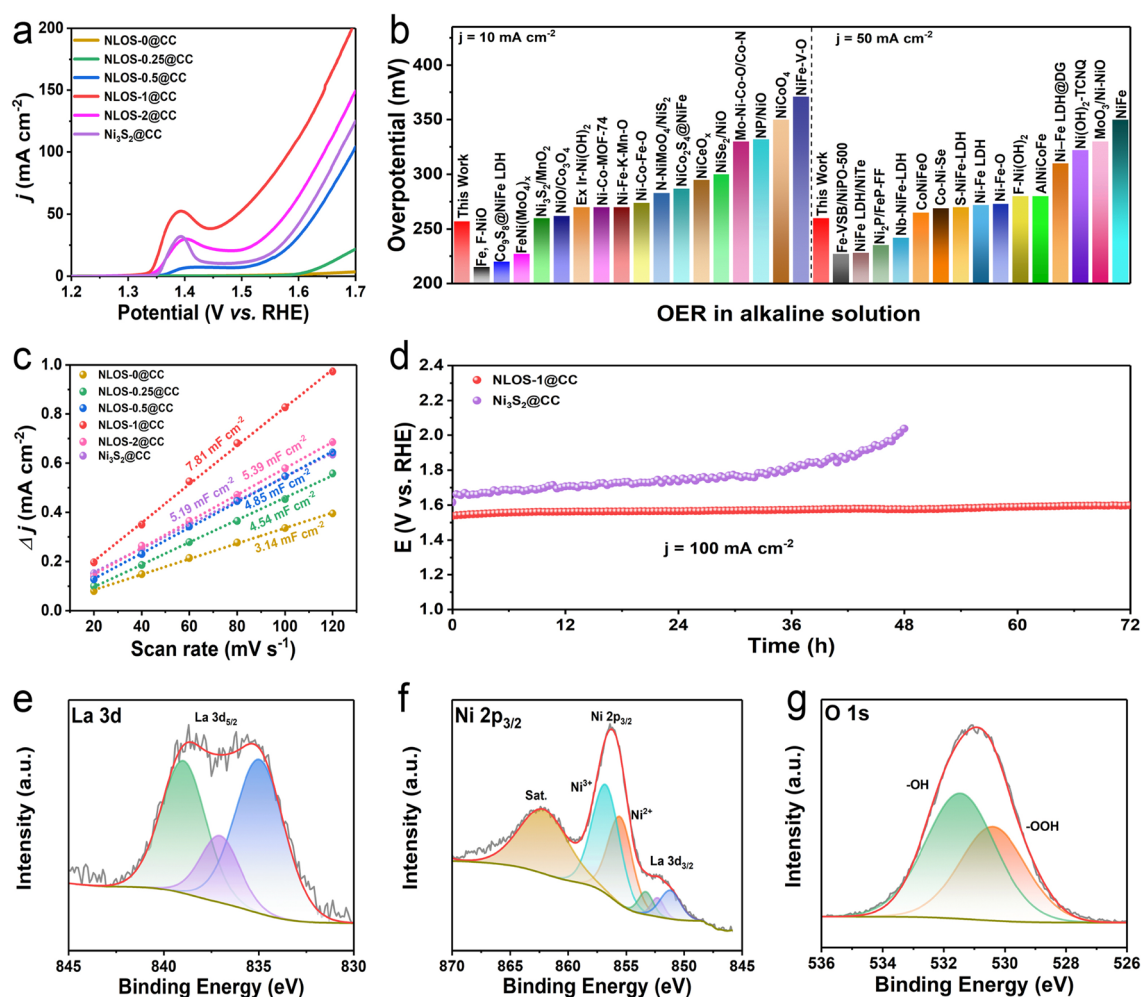 a
NLOS-0@CC
NLOS-0.25@CC
NLOS-0.5@CC
NLOS-1@CC
NLOS-2@CC
Ni₃S₂@CC
200
150
100
50
0
j (mA cm⁻²)
1.2 1.3 1.4 1.5 1.6 1.7
Potential (V vs. RHE)
b
j = 10 mA cm⁻²
j = 50 mA cm⁻²
400
350
300
250
200
Overpotential (mV)
This Work
Fe, F-NiO
Co₉S₈@NiFe LDH
FeNi(MoO₄)ₓ
Ni₃S₂/MnO₂
NiO/Co₃O₄
Ex Ir-Ni(OH)₂
Ni-Co-MOF-74
Ni-Fe-K-Mn-O
Ni-Co-Fe-O
N-NiMoO₄/NiS₂
NiCo₂S₄@NiFe
NiCeOₓ
NiSe₂/NiO
Mo-Ni-Co-O/Co-N
NP/NiO
NiCoO₄
NiFe-V-O
This Work
Fe-VSB/NiPO-500
NiFe LDH/NiTe
Ni₂P/FeP-FF
Nb-NiFe-LDH
CoNiFeO
Co-Ni-Se
S-NiFe-LDH
Ni-Fe LDH
Ni-Fe-O
F-Ni(OH)₂
AlNiCoFe
Ni–Fe LDH@DG
Ni(OH)₂-TCNQ
MoO₃/Ni-NiO
NiFe
OER in alkaline solution
c
NLOS-0@CC
NLOS-0.25@CC
NLOS-0.5@CC
NLOS-1@CC
NLOS-2@CC
Ni₃S₂@CC
1.0
0.8
0.6
0.4
0.2
0.0
Δ j (mA cm⁻²)
7.81 mF cm⁻²
5.39 mF cm⁻²
5.19 mF cm⁻²
4.85 mF cm⁻²
4.54 mF cm⁻²
3.14 mF cm⁻²
20 40 60 80 100 120
Scan rate (mV s⁻¹)
d
NLOS-1@CC
Ni₃S₂@CC
2.4
2.2
2.0
1.8
1.6
1.4
1.2
1.0
E (V vs. RHE)
j = 100 mA cm⁻²
0 12 24 36 48 60 72
Time (h)
e
La 3d
La 3d₅/₂
Intensity (a.u.)
845 840 835 830
Binding Energy (eV)
f
Ni 2p₃/₂
Ni 2p₃/₂
Ni³⁺
Sat.
Ni²⁺
La 3d₃/₂
Intensity (a.u.)
870 865 860 855 850 845
Binding Energy (eV)
g
O 1s
-OH
-OOH
Intensity (a.u.)
536 534 532 530 528 526
Binding Energy (eV)